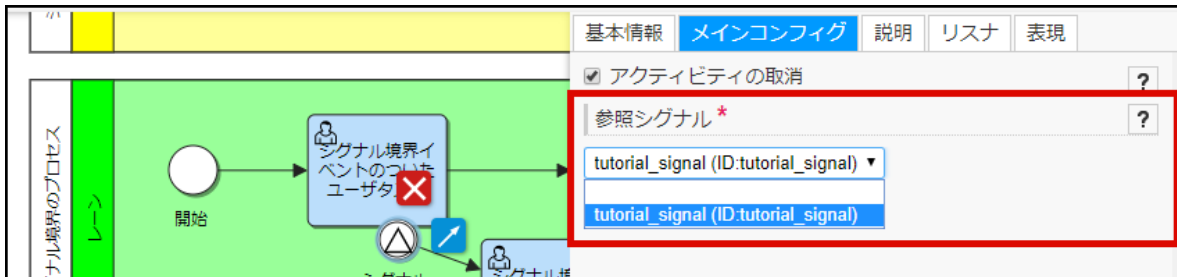 基本情報
メインコンフィグ
説明
リスナ
表現
アクティビティの取消
?
参照シグナル *
?
tutorial_signal (ID:tutorial_signal)
tutorial_signal (ID:tutorial_signal)
ナル境界のプロセス
レーン
開始
シグナル境界イ
ベントのついた
ユーザタ